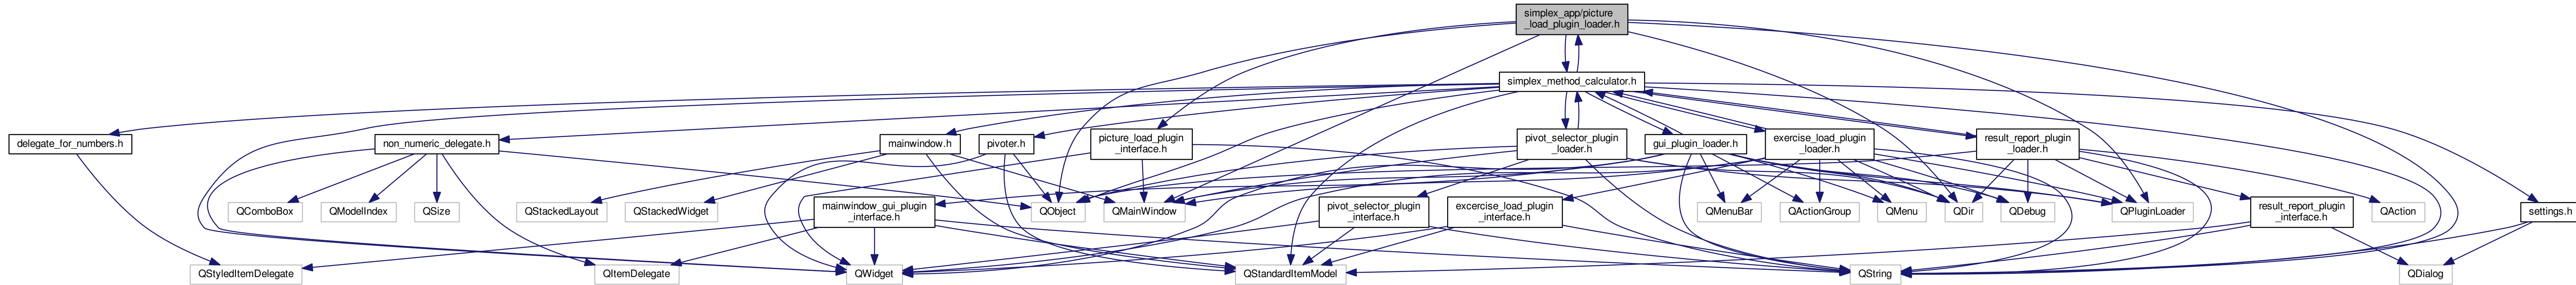 simplex_app/picture
_load_plugin_loader.h
simplex_method_calculator.h
delegate_for_numbers.h
non_numeric_delegate.h
mainwindow.h
pivoter.h
picture_load_plugin
_interface.h
pivot_selector_plugin
_loader.h
gui_plugin_loader.h
exercise_load_plugin
_loader.h
result_report_plugin
_loader.h
QComboBox
QModelIndex
QSize
QStackedLayout
QStackedWidget
mainwindow_gui_plugin
_interface.h
QObject
QMainWindow
pivot_selector_plugin
_interface.h
excercise_load_plugin
_interface.h
QMenuBar
QActionGroup
QMenu
QDir
QDebug
QPluginLoader
result_report_plugin
_interface.h
QAction
settings.h
QStyledItemDelegate
QItemDelegate
QWidget
QStandardItemModel
QString
QDialog